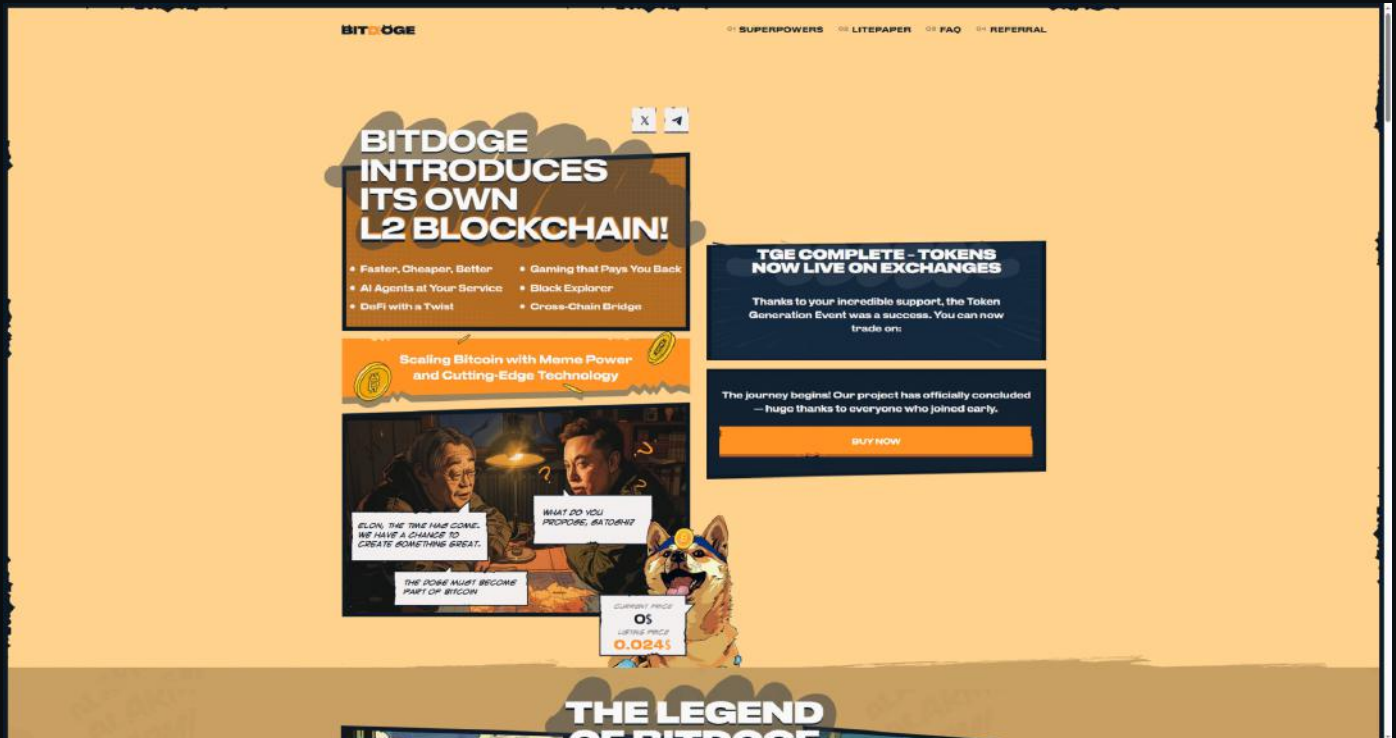 BITDOGE
01 SUPERPOWERS
02 LITEPAPER
03 FAQ
04 REFERRAL
BITDOGE
INTRODUCES
ITS OWN
L2 BLOCKCHAIN!
• Faster, Cheaper, Better
• AI Agents at Your Service
• DeFi with a Twist
• Gaming that Pays You Back
• Block Explorer
• Cross-Chain Bridge
Scaling Bitcoin with Meme Power
and Cutting-Edge Technology
ELON, THE TIME HAS COME.
WE HAVE A CHANCE TO
CREATE SOMETHING GREAT.
WHAT DO YOU
PROPOSE, SATOSHI?
THE DOGE MUST BECOME
PART OF BITCOIN
CURRENT PRICE
0$
LISTING PRICE
0.024$
TGE COMPLETE – TOKENS
NOW LIVE ON EXCHANGES
Thanks to your incredible support, the Token
Generation Event was a success. You can now
trade on:
The journey begins! Our project has officially concluded
— huge thanks to everyone who joined early.
BUY NOW
THE LEGEND
OF BITDOGE